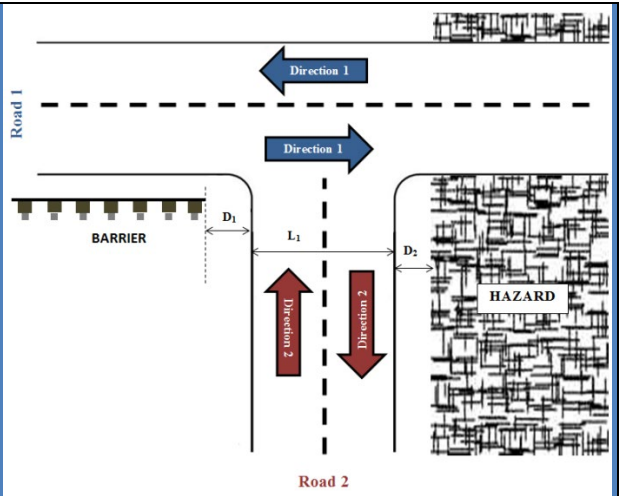 Direction 1
Road 1
Direction 1
D1
L1
D2
BARRIER
HAZARD
Direction 2
Direction 2
Road 2